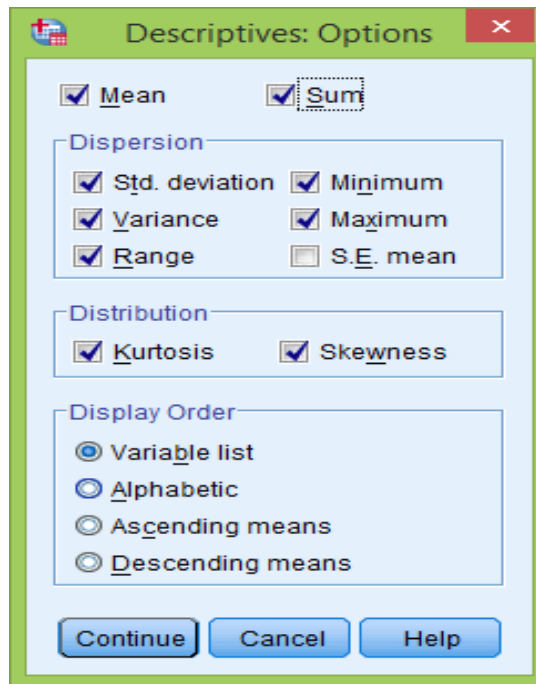 Descriptives: Options
Mean Sum
Dispersion
Std. deviation Minimum
Variance Maximum
Range S.E. mean
Distribution
Kurtosis Skewness
Display Order
Variable list
Alphabetic
Ascending means
Descending means
Continue Cancel Help